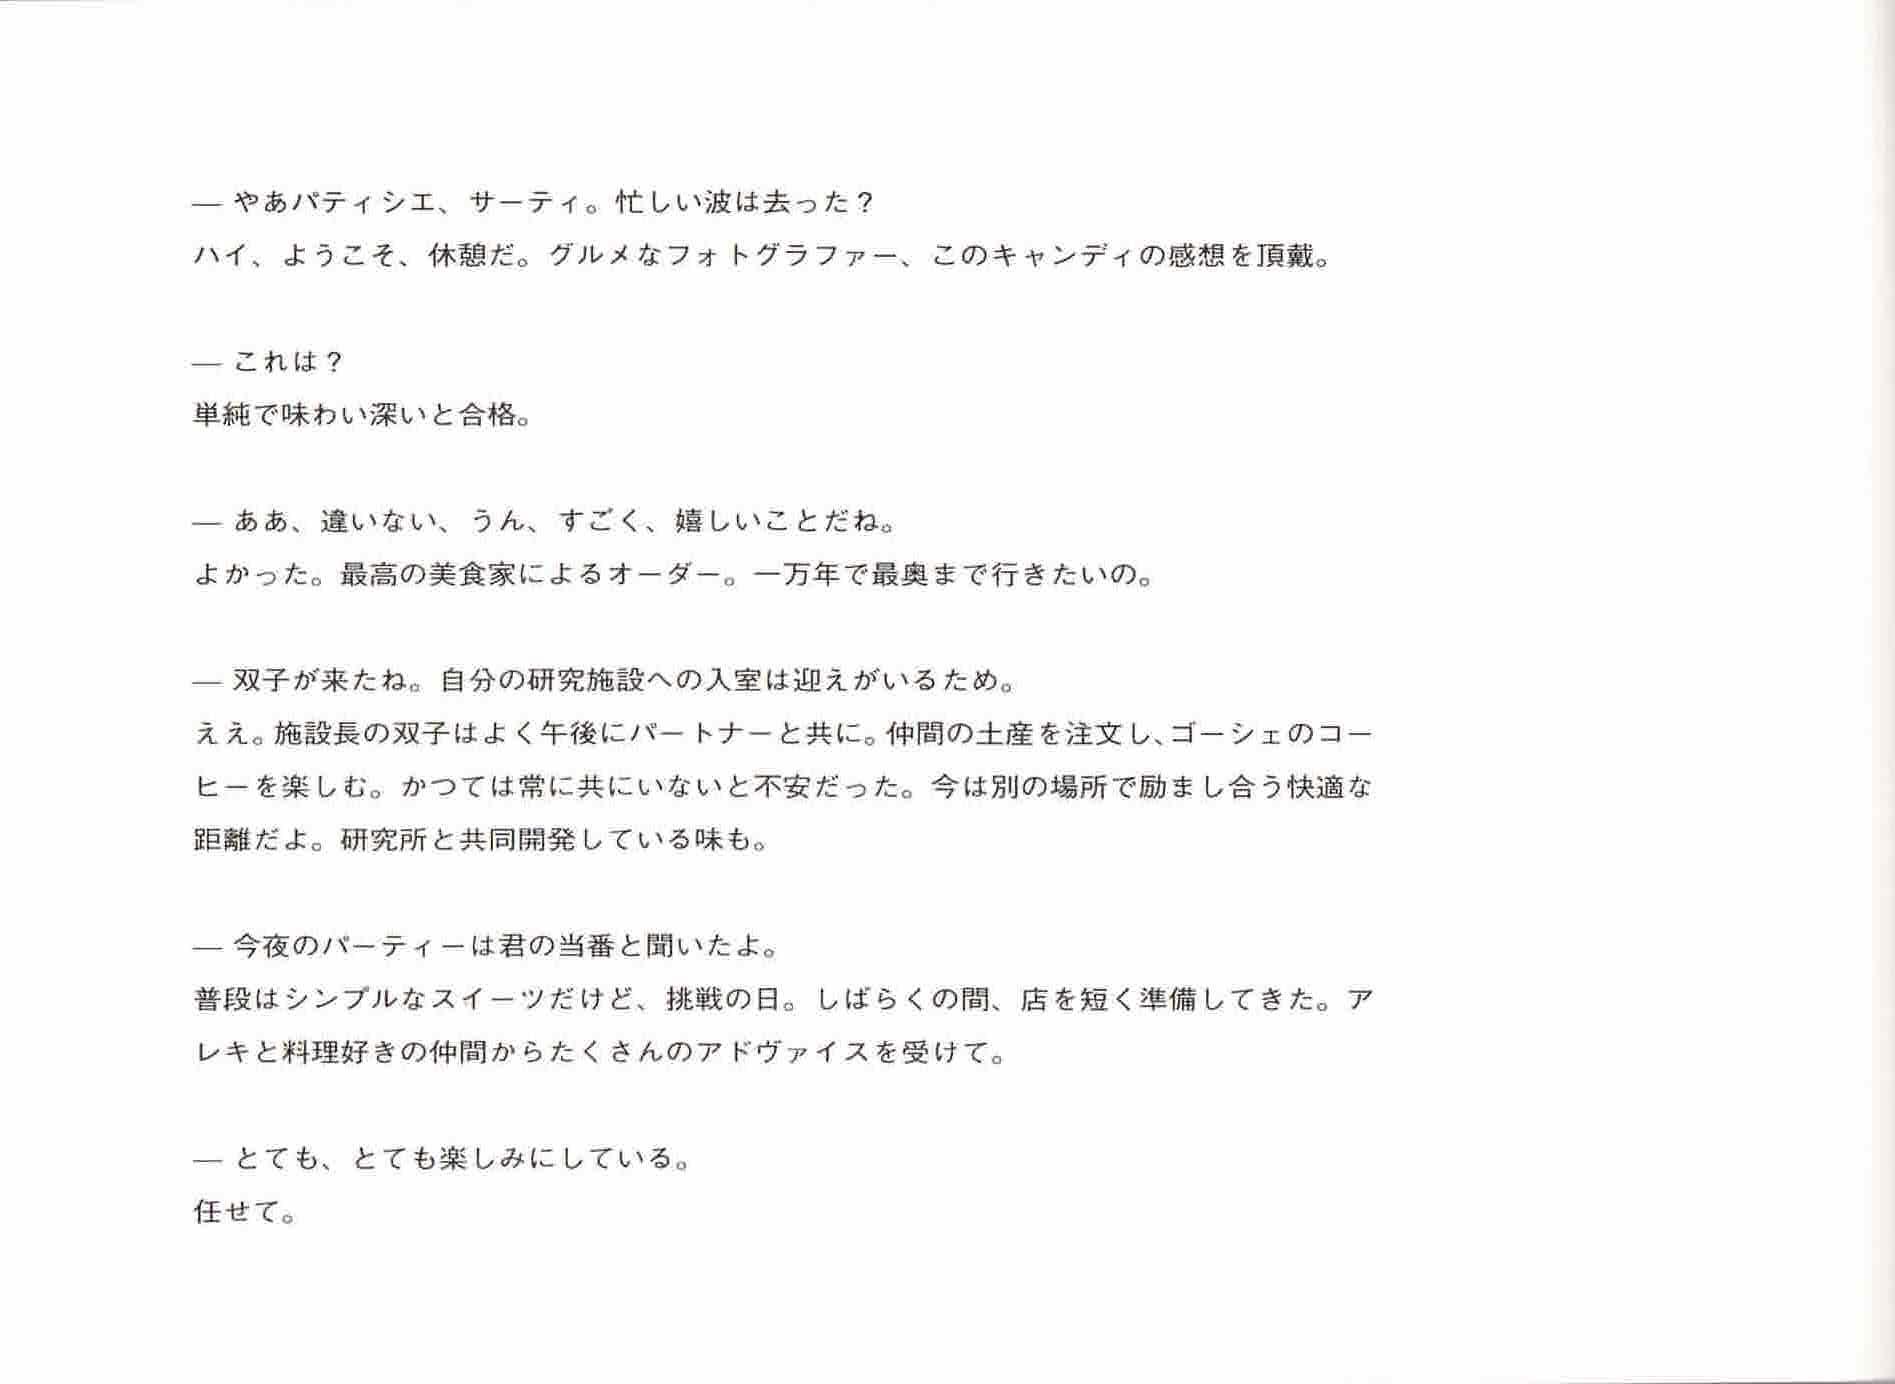 — やあパティシエ、サーティ。忙しい波は去った？
ハイ、ようこそ、休憩だ。グルメなフォトグラファー、このキャンディの感想を頂戴。
— これは？
単純で味わい深いと合格。
— ああ、違いない、うん、すごく、嬉しいことだね。
よかった。最高の美食家によるオーダー。一万年で最奥まで行きたいの。
— 双子が来たね。自分の研究施設への入室は迎えがいるため。
ええ。施設長の双子はよく午後にパートナーと共に。仲間の土産を注文し、ゴーシェのコー
ヒーを楽しむ。かつては常に共にいないと不安だった。今は別の場所で励まし合う快適な
距離だよ。研究所と共同開発している味も。
— 今夜のパーティーは君の当番と聞いたよ。
普段はシンプルなスイーツだけど、挑戦の日。しばらくの間、店を短く準備してきた。ア
レキと料理好きの仲間からたくさんのアドヴァイスを受けて。
— とても、とても楽しみにしている。
任せて。